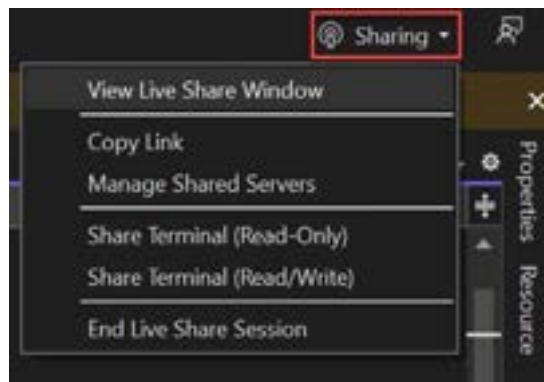 Sharing
View Live Share Window
Copy Link
Manage Shared Servers
Share Terminal (Read-Only)
Share Terminal (Read/Write)
End Live Share Session
Properties
Resource